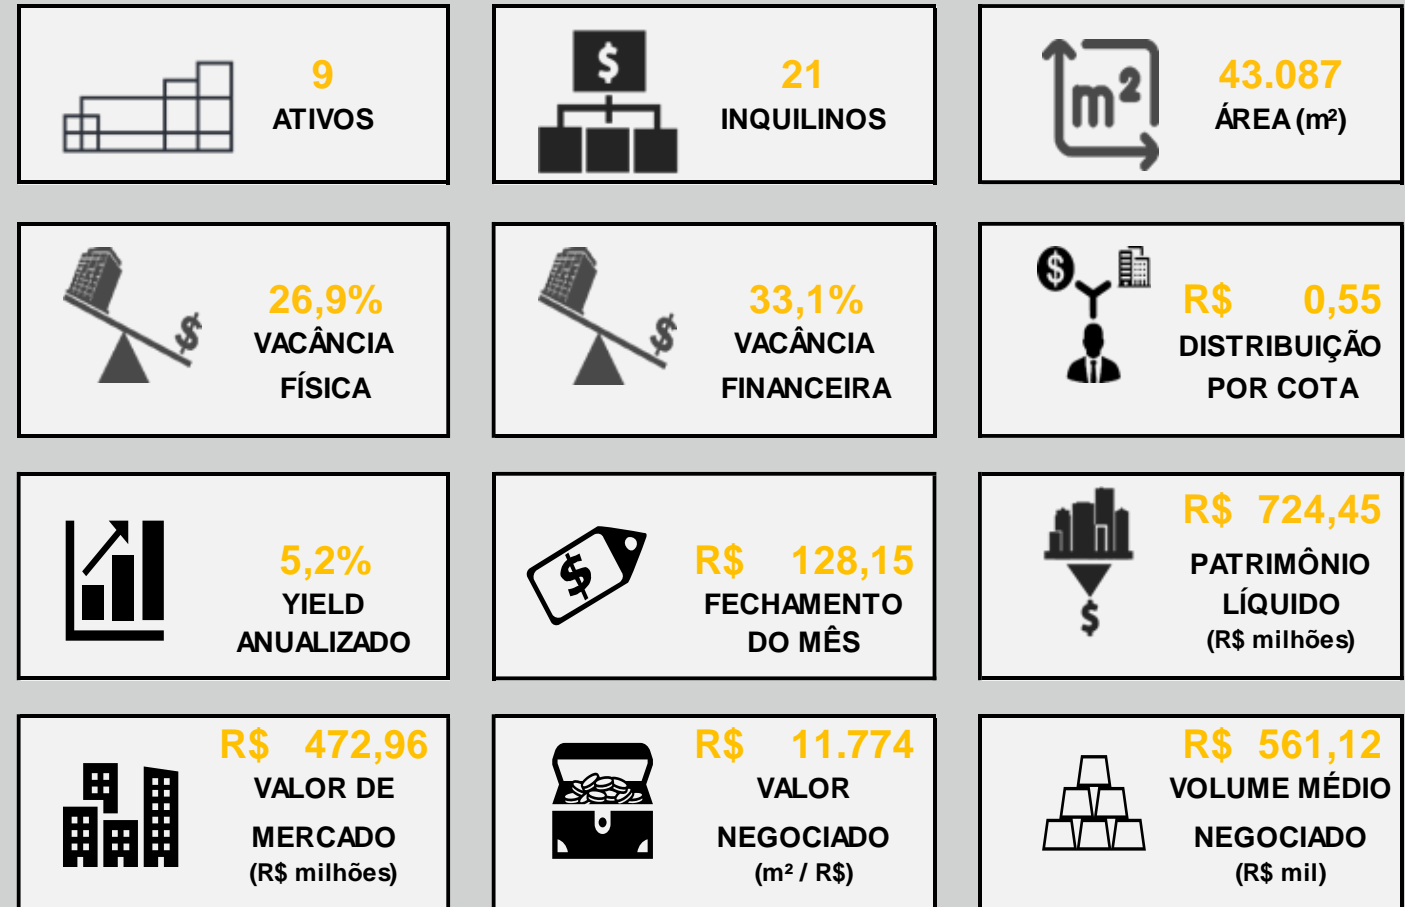 9
ATIVOS
$
21
INQUILINOS
m²
43.087
ÁREA (m²)
$
26,9%
VACÂNCIA
FÍSICA
$
33,1%
VACÂNCIA
FINANCEIRA
$
R$ 0,55
DISTRIBUIÇÃO
POR COTA
5,2%
YIELD
ANUALIZADO
$
R$ 128,15
FECHAMENTO
DO MÊS
$
R$ 724,45
PATRIMÔNIO
LÍQUIDO
(R$ milhões)
R$ 472,96
VALOR DE
MERCADO
(R$ milhões)
R$ 11.774
VALOR
NEGOCIADO
(m² / R$)
R$ 561,12
VOLUME MÉDIO
NEGOCIADO
(R$ mil)